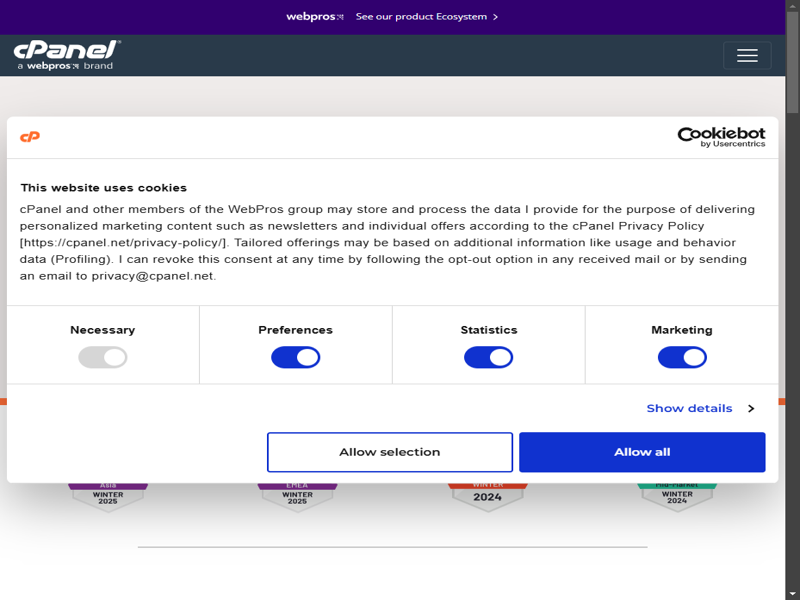 webpros See our product Ecosystem
cPanel
a webpros brand
cP
Cookiebot
by Usercentrics
This website uses cookies
cPanel and other members of the WebPros group may store and process the data I provide for the purpose of delivering
personalized marketing content such as newsletters and individual offers according to the cPanel Privacy Policy
[https://cpanel.net/privacy-policy/]. Tailored offerings may be based on additional information like usage and behavior
data (Profiling). I can revoke this consent at any time by following the opt-out option in any received mail or by sending
an email to privacy@cpanel.net.
Necessary Preferences Statistics Marketing
Show details
Allow selection Allow all
Asia EMEA WINTER Mid-Market
WINTER WINTER 2024 WINTER
2025 2025 2024